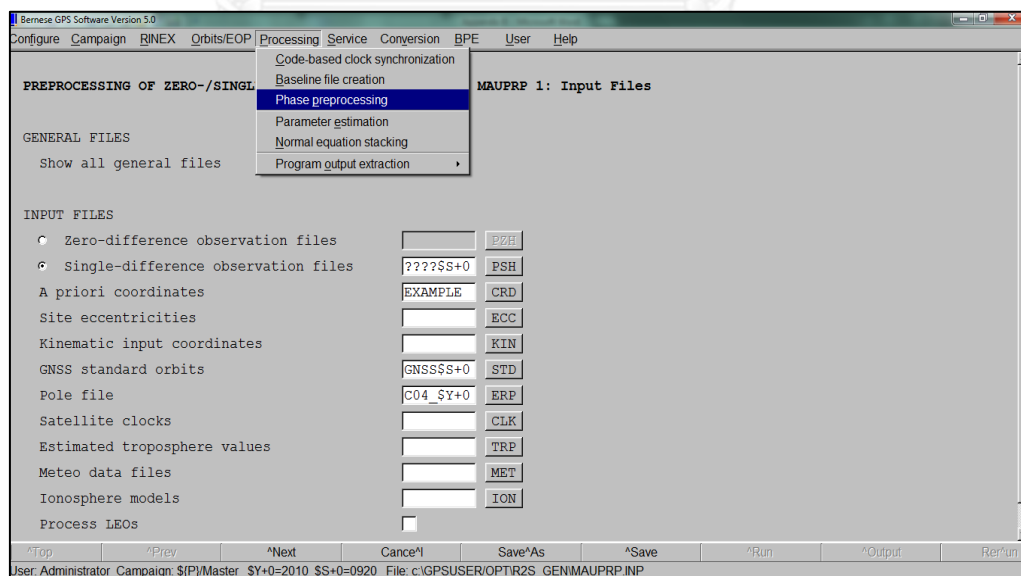 Bernese GPS Software Version 5.0
Configure Campaign RINEX Orbits/EOP Processing Service Conversion BPE User Help
Code-based clock synchronization
Baseline file creation
Phase preprocessing
Parameter estimation
Normal equation stacking
Program output extraction
PREPROCESSING OF ZERO-/SINGL MAUPRP 1: Input Files
GENERAL FILES
Show all general files
INPUT FILES
Zero-difference observation files PZH
Single-difference observation files ????$S+0 PSH
A priori coordinates EXAMPLE CRD
Site eccentricities ECC
Kinematic input coordinates KIN
GNSS standard orbits GNSS$S+0 STD
Pole file C04_$Y+0 ERP
Satellite clocks CLK
Estimated troposphere values TRP
Meteo data files MET
Ionosphere models ION
Process LEOs
^Top ^Prev ^Next Cance^l Save^As ^Save ^Run ^Output Rer^un
User: Administrator Campaign: ${P}/Master $Y+0=2010 $S+0=0920 File: c:\GPSUSER/OPT\R2S_GEN\MAUPRP.INP